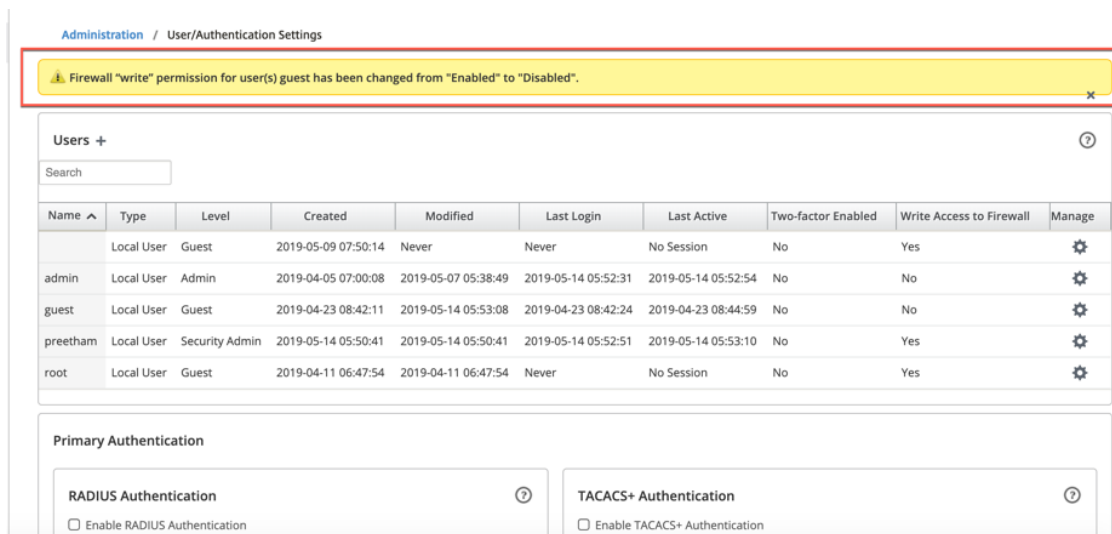 Administration / User/Authentication Settings
Firewall "write" permission for user(s) guest has been changed from "Enabled" to "Disabled".
×
Users + ?
Search
Name Type Level Created Modified Last Login Last Active Two-factor Enabled Write Access to Firewall Manage
Local User Guest 2019-05-09 07:50:14 Never Never No Session No Yes
admin Local User Admin 2019-04-05 07:00:08 2019-05-07 05:38:49 2019-05-14 05:52:31 2019-05-14 05:52:54 No No
guest Local User Guest 2019-04-23 08:42:11 2019-05-14 05:53:08 2019-04-23 08:42:24 2019-04-23 08:44:59 No No
preetham Local User Security Admin 2019-05-14 05:50:41 2019-05-14 05:50:41 2019-05-14 05:52:51 2019-05-14 05:53:10 No Yes
root Local User Guest 2019-04-11 06:47:54 2019-04-11 06:47:54 Never No Session No Yes
Primary Authentication
RADIUS Authentication ? TACACS+ Authentication ?
Enable RADIUS Authentication Enable TACACS+ Authentication